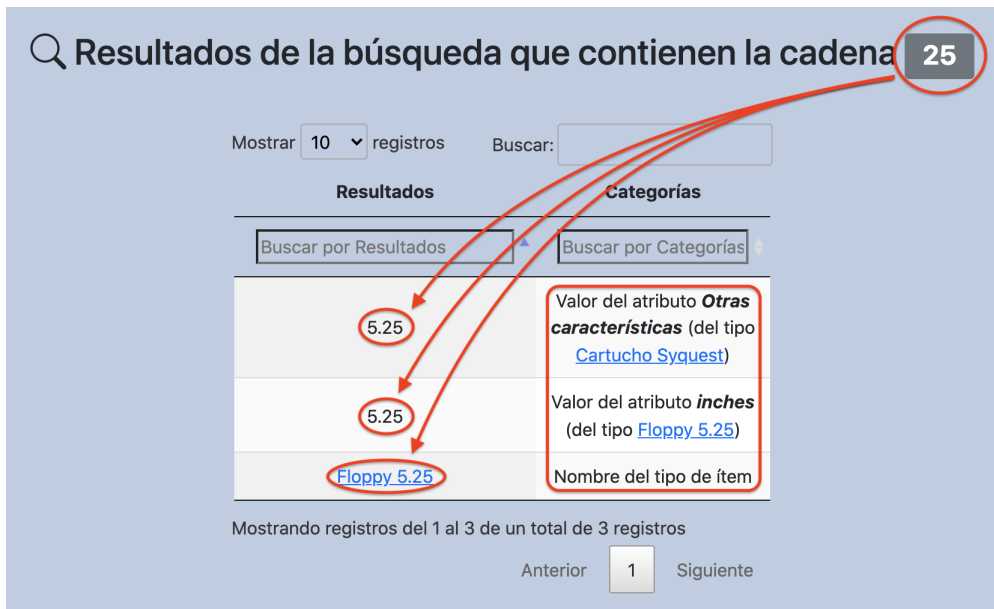 Resultados de la búsqueda que contienen la cadena 25
Mostrar 10 registros Buscar:
Resultados Categorías
Buscar por Resultados Buscar por Categorías
5.25 Valor del atributo Otras
características (del tipo
Cartucho Syquest)
5.25 Valor del atributo inches
(del tipo Floppy 5.25)
Floppy 5.25 Nombre del tipo de ítem
Mostrando registros del 1 al 3 de un total de 3 registros
Anterior 1 Siguiente